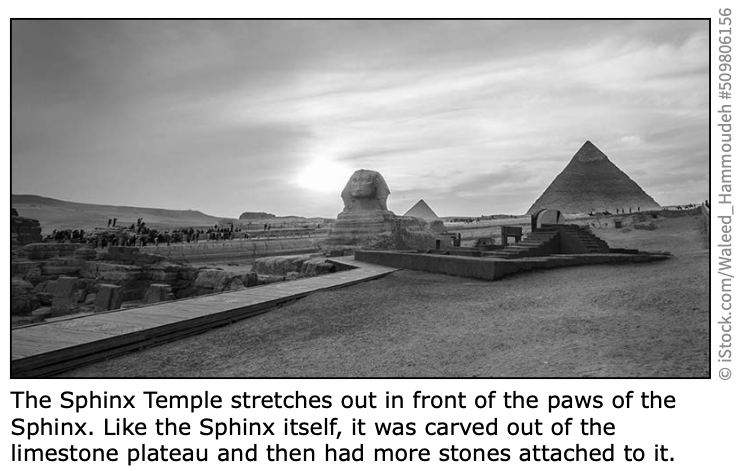 The Sphinx Temple stretches out in front of the paws of the
Sphinx. Like the Sphinx itself, it was carved out of the
limestone plateau and then had more stones attached to it.
© iStock.com/Waleed_Hammoudeh #509806156